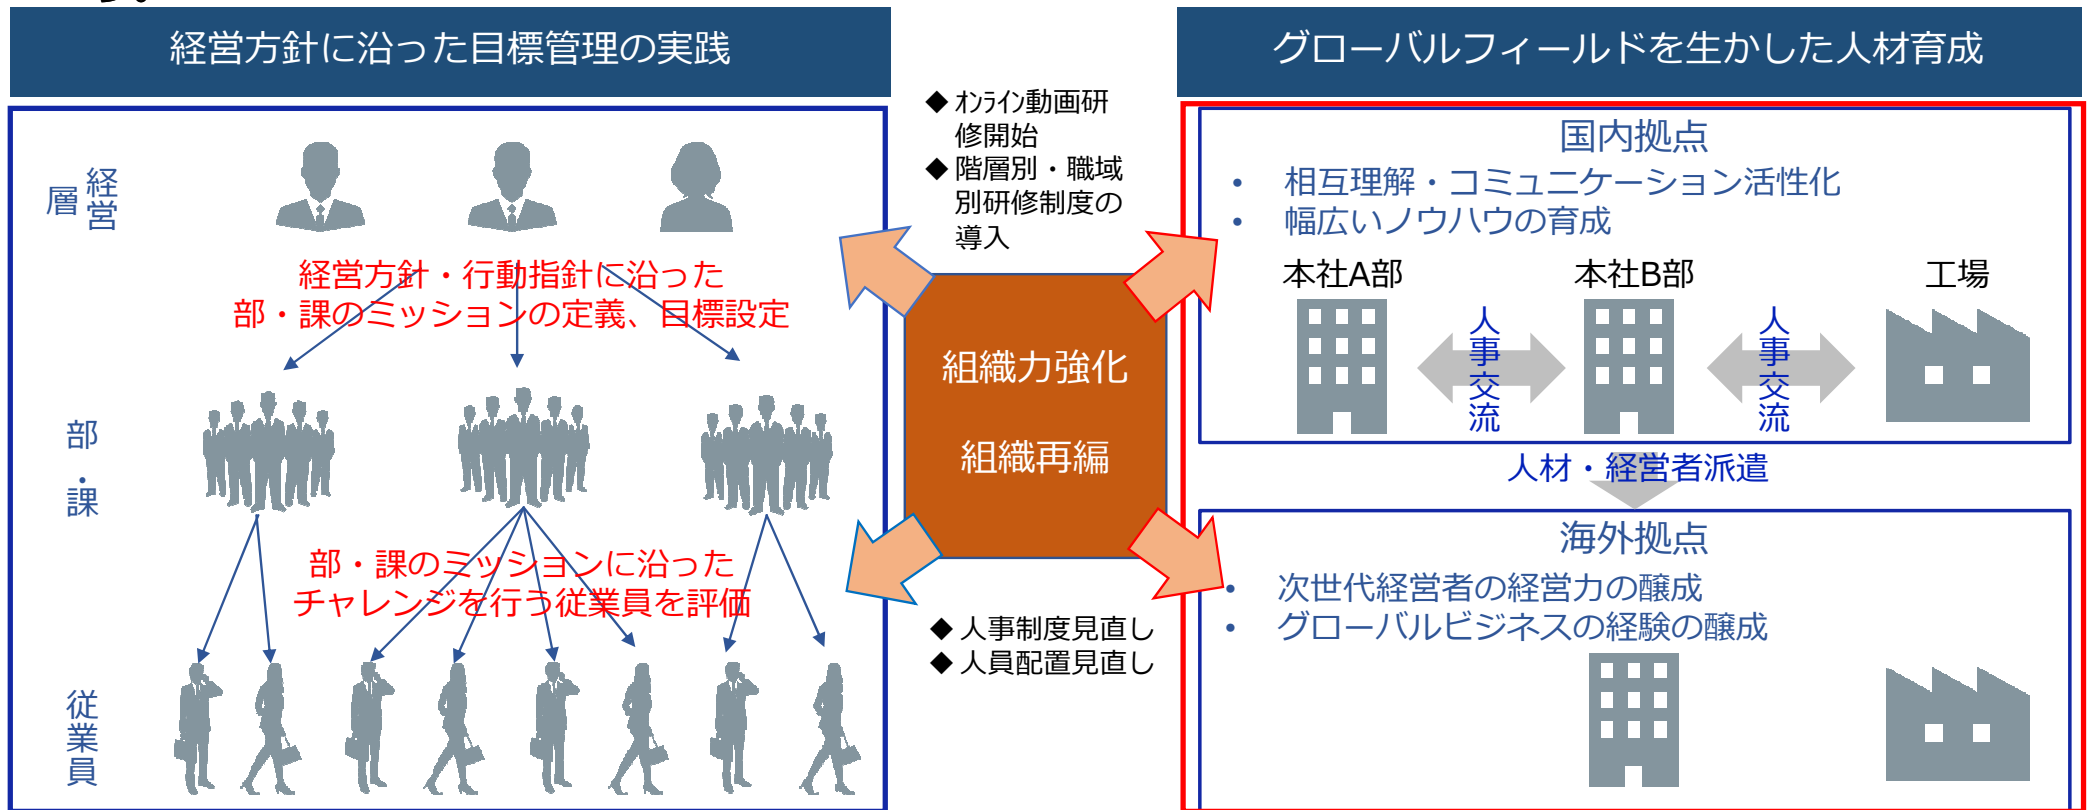 す。
経営方針に沿った目標管理の実践
経営
層
経営方針・行動指針に沿った
部・課のミッションの定義、目標設定
部・課
部・課のミッションに沿った
チャレンジを行う従業員を評価
従業員
◆ オンライン動画研
修開始
◆ 階層別・職域
別研修制度の
導入
組織力強化
組織再編
◆ 人事制度見直し
◆ 人員配置見直し
グローバルフィールドを生かした人材育成
国内拠点
• 相互理解・コミュニケーション活性化
• 幅広いノウハウの育成
本社A部
本社B部
工場
人事交流
人事交流
人材・経営者派遣
海外拠点
• 次世代経営者の経営力の醸成
• グローバルビジネスの経験の醸成